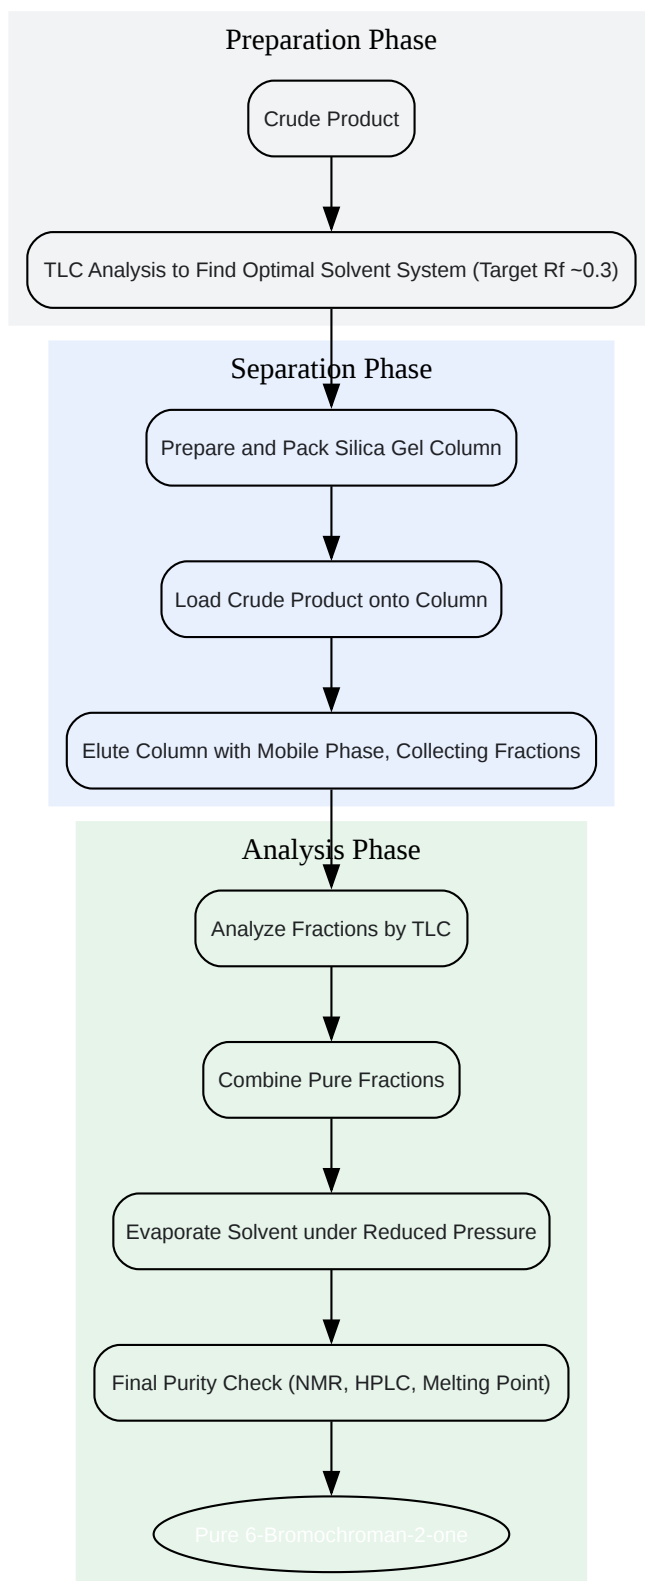 Preparation Phase
Crude Product
TLC Analysis to Find Optimal Solvent System (Target Rf ~0.3)
Separation Phase
Prepare and Pack Silica Gel Column
Load Crude Product onto Column
Elute Column with Mobile Phase, Collecting Fractions
Analysis Phase
Analyze Fractions by TLC
Combine Pure Fractions
Evaporate Solvent under Reduced Pressure
Final Purity Check (NMR, HPLC, Melting Point)
Pure 6-Bromochroman-2-one